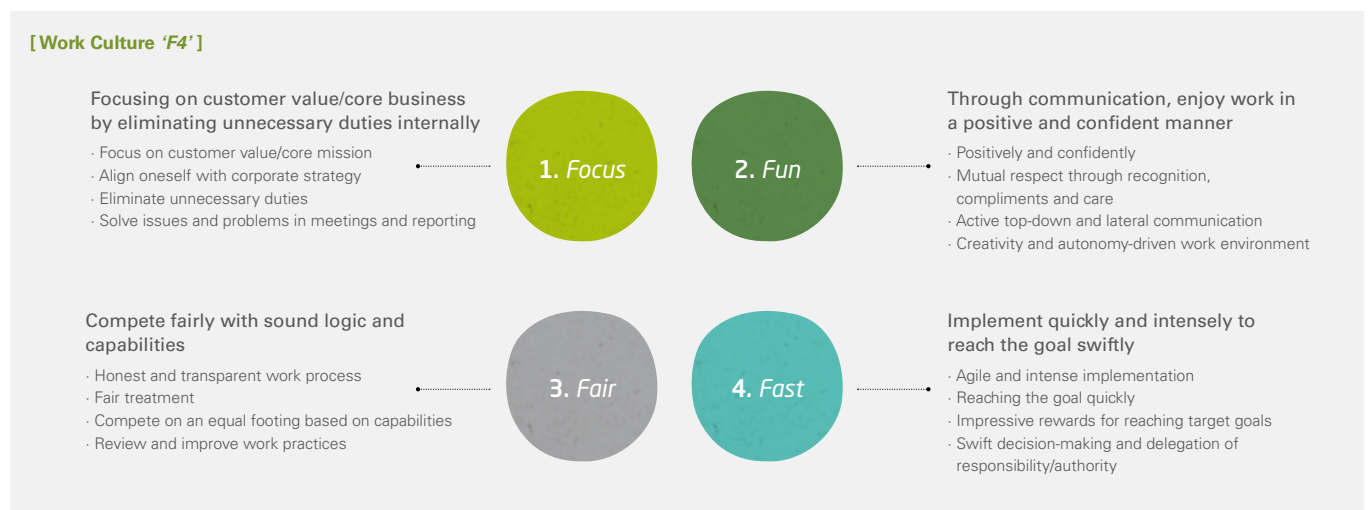 [ Work Culture 'F4' ]
Focusing on customer value/core business
by eliminating unnecessary duties internally
· Focus on customer value/core mission
· Align oneself with corporate strategy
· Eliminate unnecessary duties
· Solve issues and problems in meetings and reporting
1. Focus
2. Fun
Through communication, enjoy work in
a positive and confident manner
· Positively and confidently
· Mutual respect through recognition,
compliments and care
· Active top-down and lateral communication
· Creativity and autonomy-driven work environment
Compete fairly with sound logic and
capabilities
· Honest and transparent work process
· Fair treatment
· Compete on an equal footing based on capabilities
· Review and improve work practices
3. Fair
4. Fast
Implement quickly and intensely to
reach the goal swiftly
· Agile and intense implementation
· Reaching the goal quickly
· Impressive rewards for reaching target goals
· Swift decision-making and delegation of
responsibility/authority